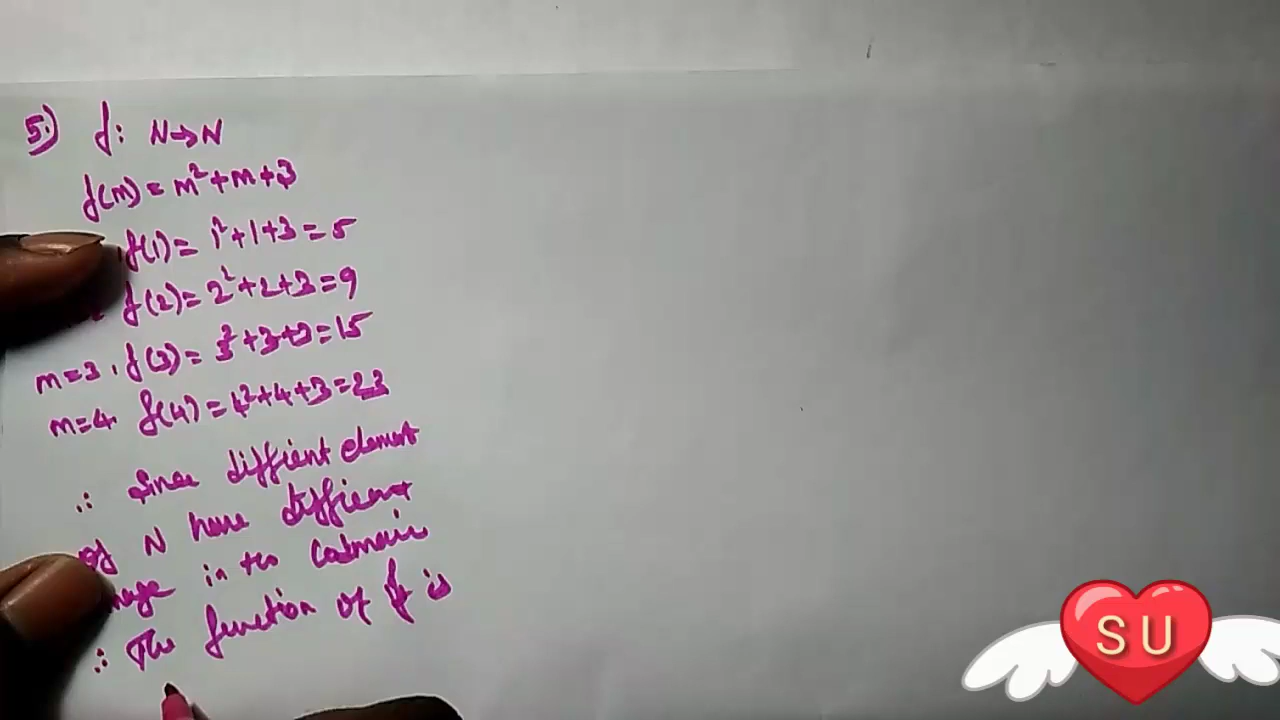 5.) f: N→N
f(m) = m²+m+3
f(1) = 1²+1+3 = 5
f(2) = 2²+2+3 = 9
m=3, f(3) = 3²+3+3 = 15
m=4, f(4) = 4²+4+3 = 23
∴ Since diffient element
of N have diffient
image in the
∴ The function of f is
SU